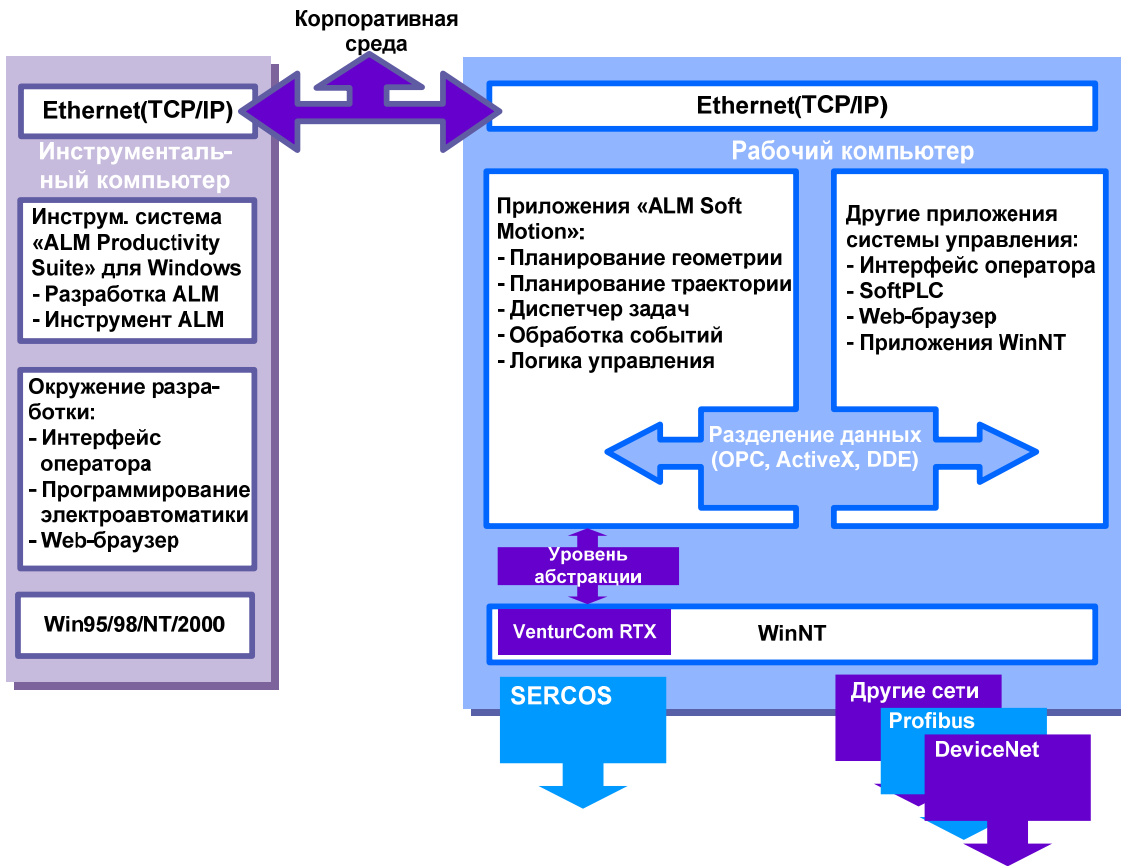 Корпоративная
среда
Ethernet(TCP/IP)
Инструменталь-
ный компьютер
Инструм. система
«ALM Productivity
Suite» для Windows
- Разработка ALM
- Инструмент ALM
Окружение разра-
ботки:
- Интерфейс
оператора
- Программирование
электроавтоматики
- Web-браузер
Win95/98/NT/2000
Ethernet(TCP/IP)
Рабочий компьютер
Приложения «ALM Soft
Motion»:
- Планирование геометрии
- Планирование траектории
- Диспетчер задач
- Обработка событий
- Логика управления
Другие приложения
системы управления:
- Интерфейс оператора
- SoftPLC
- Web-браузер
- Приложения WinNT
Разделение данных
(OPC, ActiveX, DDE)
Уровень
абстракции
VenturCom RTX
WinNT
SERCOS
Другие сети
Profibus
DeviceNet